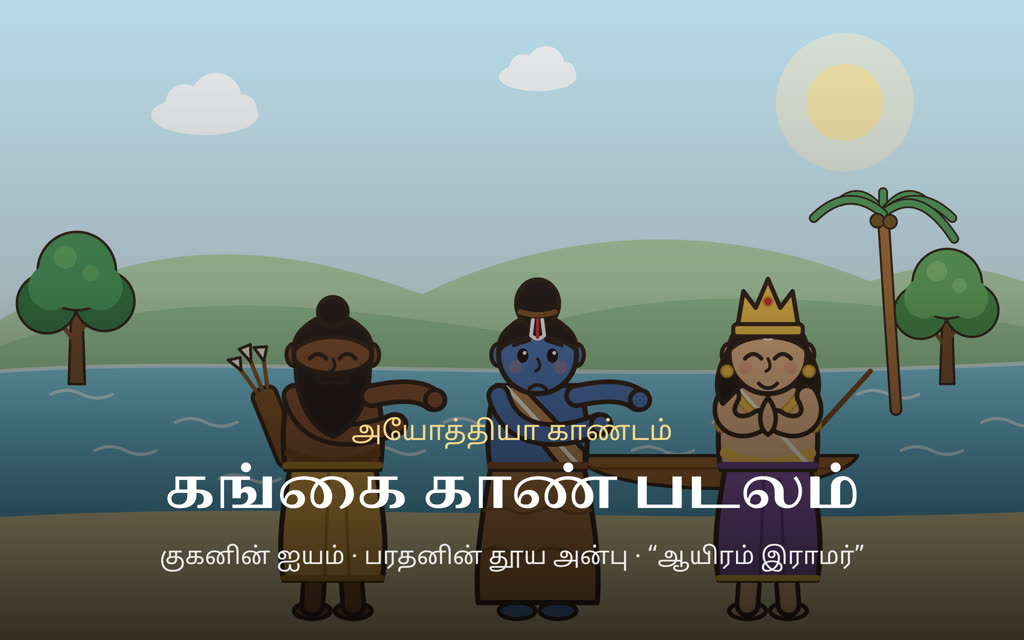 அயோத்தியா காண்டம்
கங்கை காண் படலம்
குகனின் ஐயம் · பரதனின் தூய அன்பு · “ஆயிரம் இராமர்”